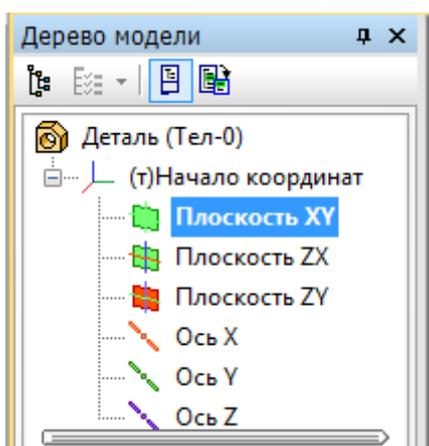 Дерево модели
Деталь (Тел-0)
(т)Начало координат
Плоскость XY
Плоскость ZX
Плоскость ZY
Ось X
Ось Y
Ось Z